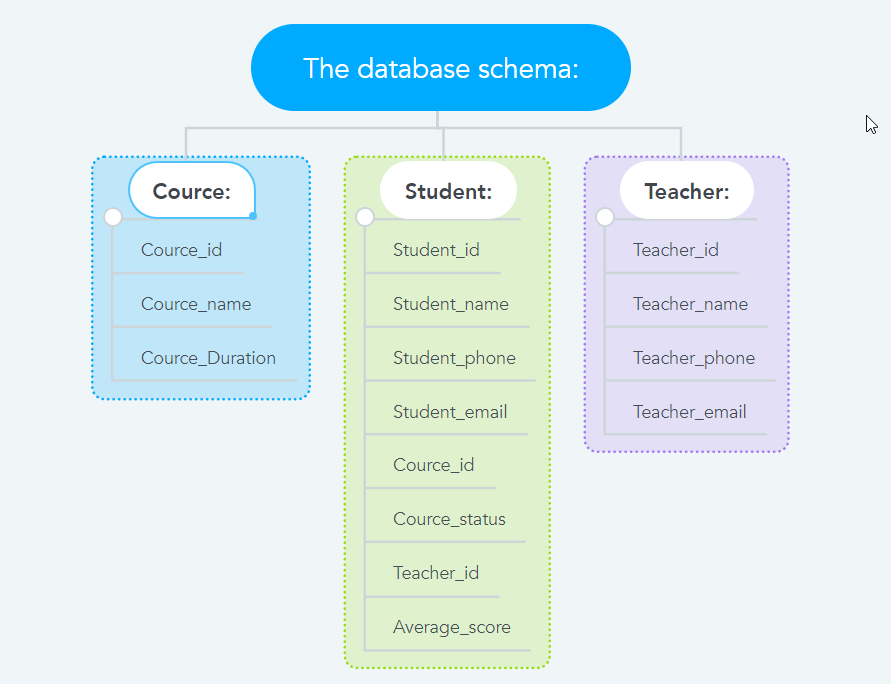 The database schema:
Cource:
Cource_id
Cource_name
Cource_Duration
Student:
Student_id
Student_name
Student_phone
Student_email
Cource_id
Cource_status
Teacher_id
Average_score
Teacher:
Teacher_id
Teacher_name
Teacher_phone
Teacher_email